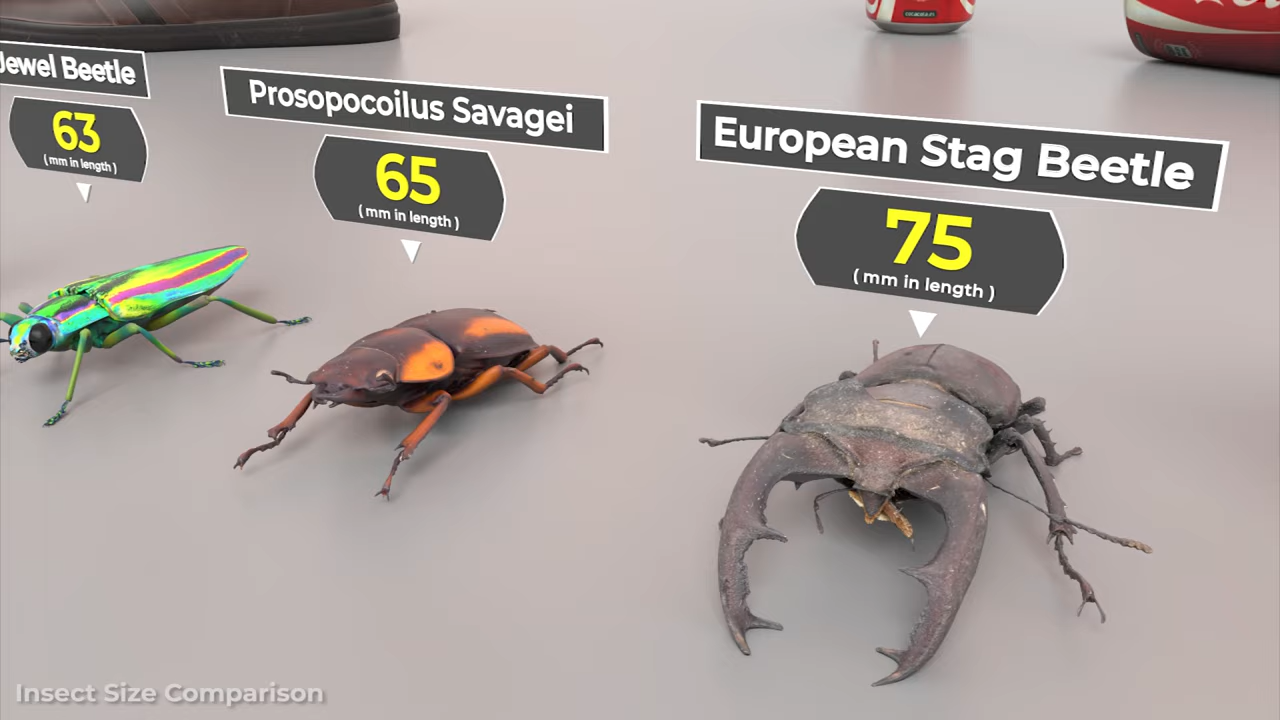 Jewel Beetle
63
( mm in length )
Prosopocoilus Savagei
65
( mm in length )
European Stag Beetle
75
( mm in length )
Insect Size Comparison